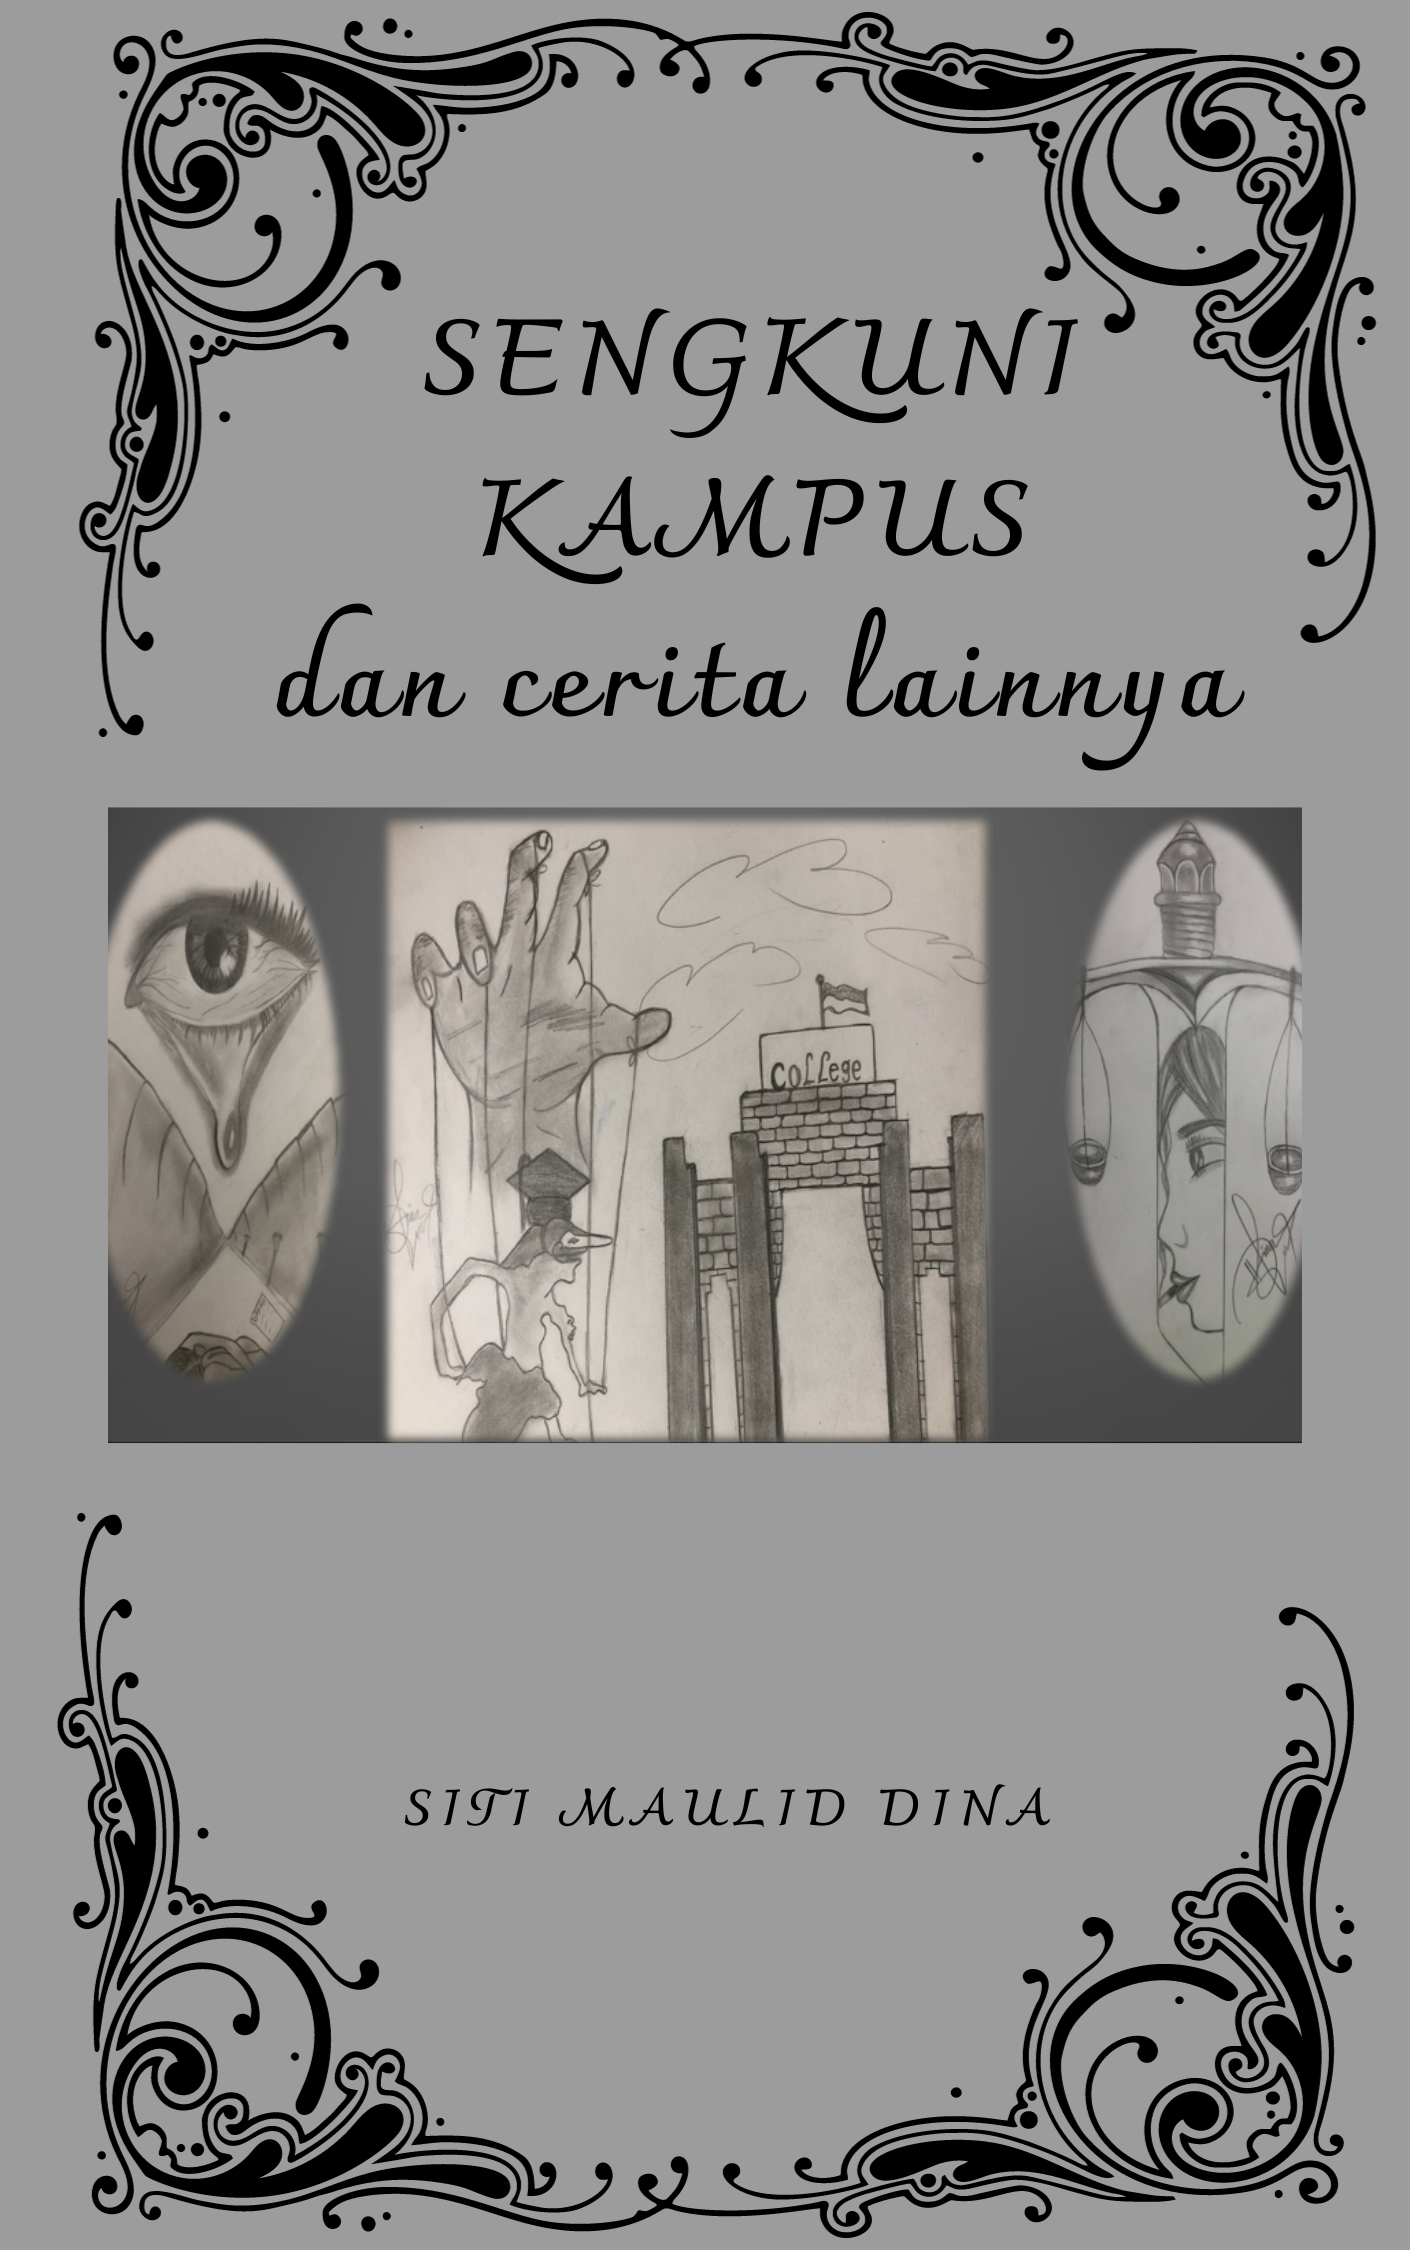 SENGKUNI
KAMPUS
dan cerita lainnya
College
SITI MAULID DINA